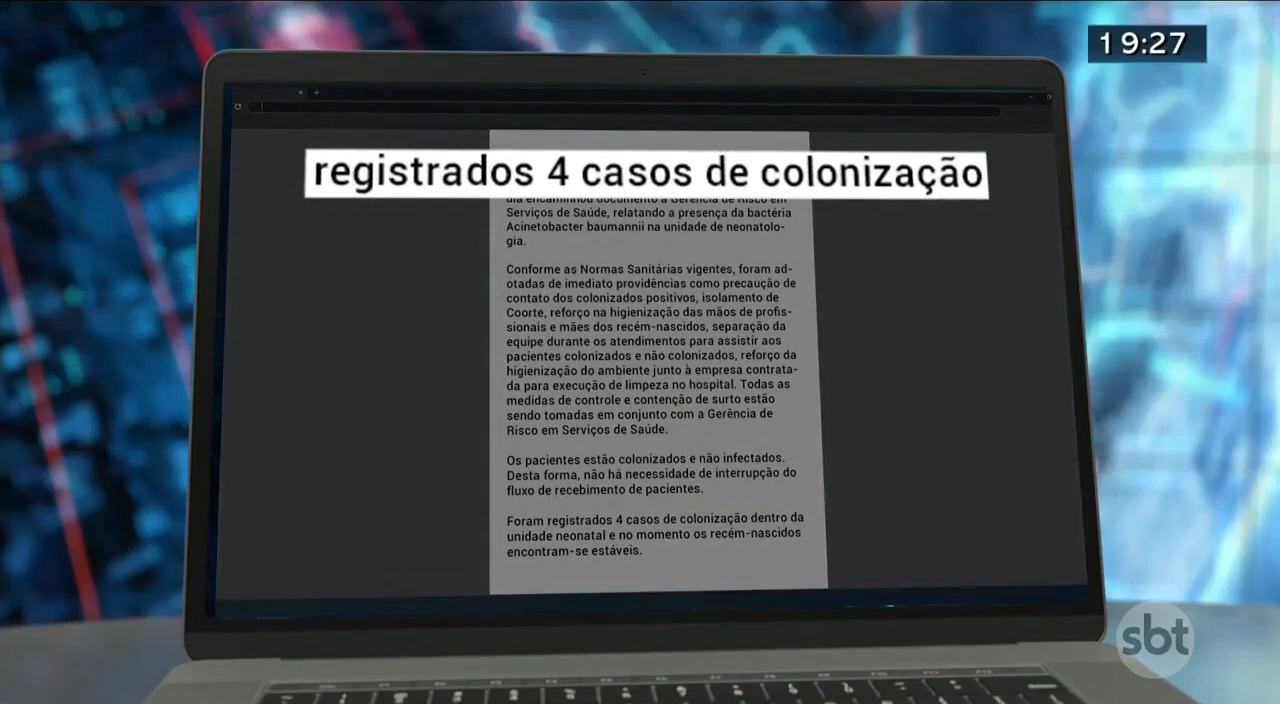 19:27
registrados 4 casos de colonização
dia encaminhou documento à Gerência de Risco em
Serviços de Saúde, relatando a presença da bactéria
Acinetobacter baumannii na unidade de neonatolo-
gia.
Conforme as Normas Sanitárias vigentes, foram ad-
otadas de imediato providências como precaução de
contato dos colonizados positivos, isolamento de
Coorte, reforço na higienização das mãos de profis-
sionais e mães dos recém-nascidos, separação da
equipe durante os atendimentos para assistir aos
pacientes colonizados e não colonizados, reforço da
higienização do ambiente junto à empresa contrata-
da para execução de limpeza no hospital. Todas as
medidas de controle e contenção de surto estão
sendo tomadas em conjunto com a Gerência de
Risco em Serviços de Saúde.
Os pacientes estão colonizados e não infectados.
Desta forma, não há necessidade de interrupção do
fluxo de recebimento de pacientes.
Foram registrados 4 casos de colonização dentro da
unidade neonatal e no momento os recém-nascidos
encontram-se estáveis.
sbt